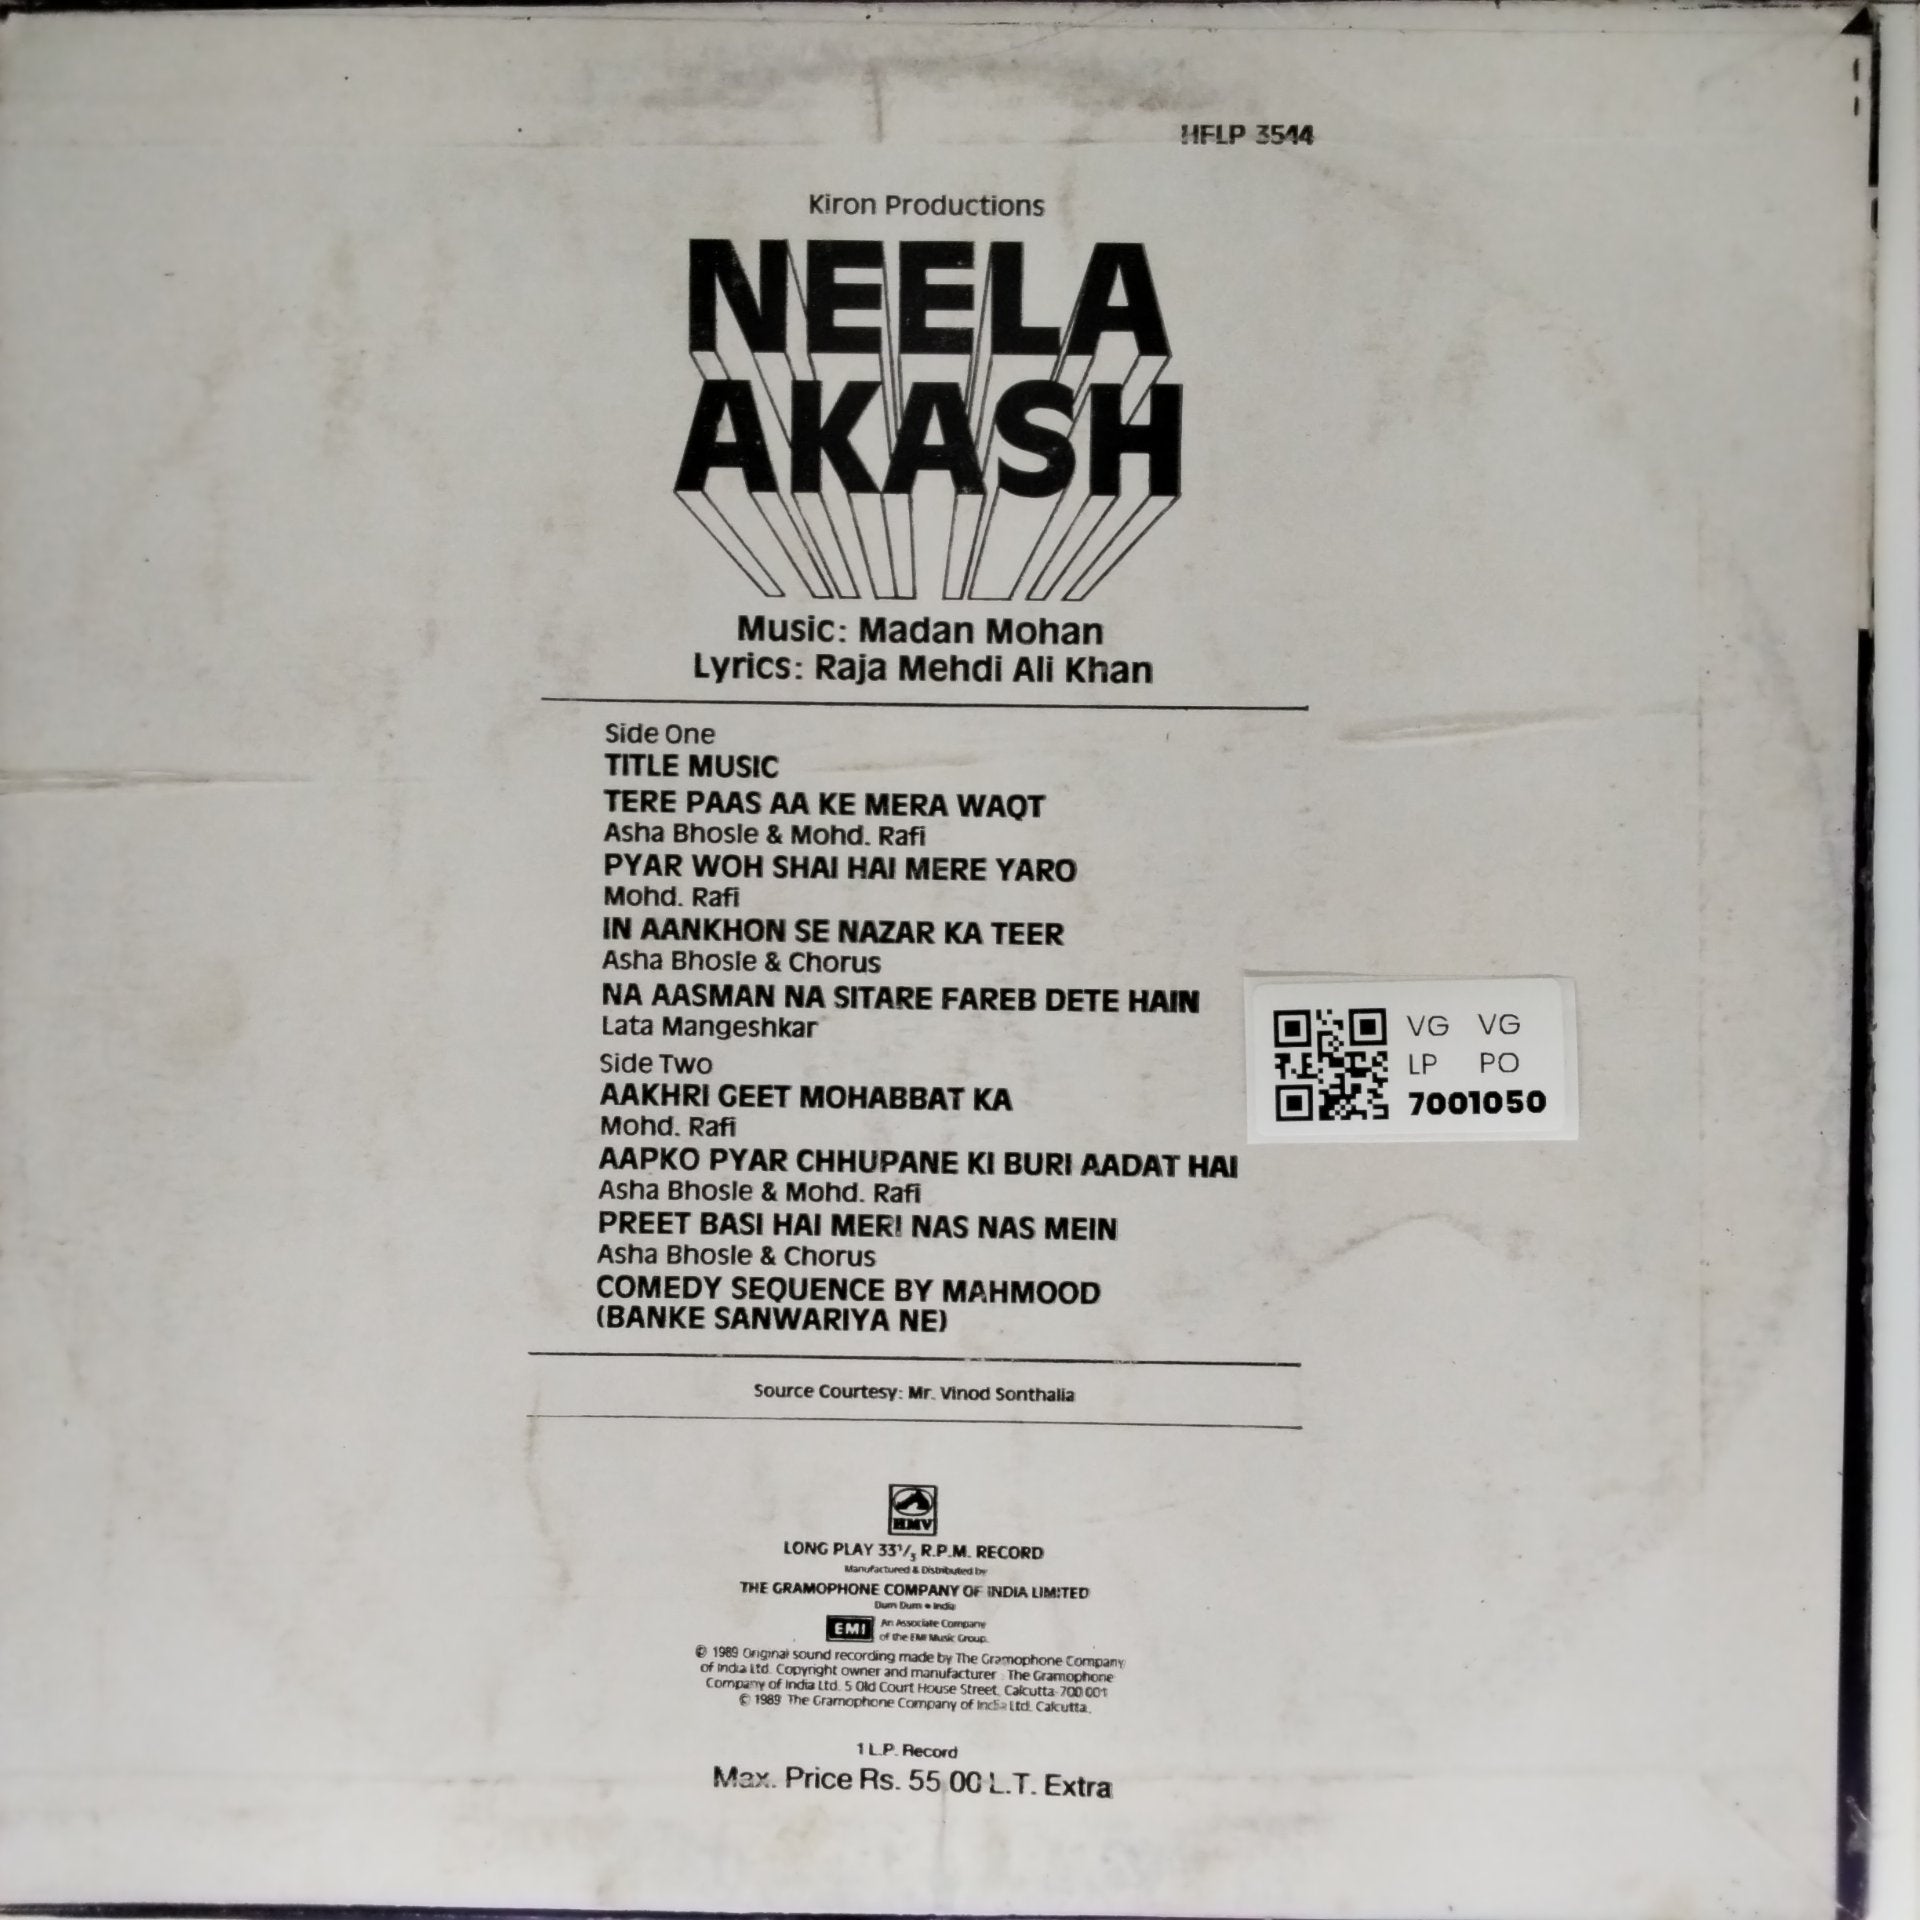 HFLP 3544
Kiron Productions
NEELA
AKASH
Music: Madan Mohan
Lyrics: Raja Mehdi Ali Khan
Side One
TITLE MUSIC
TERE PAAS AA KE MERA WAQT
Asha Bhosle & Mohd. Rafi
PYAR WOH SHAI HAI MERE YARO
Mohd. Rafi
IN AANKHON SE NAZAR KA TEER
Asha Bhosle & Chorus
NA AASMAN NA SITARE FAREB DETE HAIN
Lata Mangeshkar
Side Two
AAKHRI GEET MOHABBAT KA
Mohd. Rafi
AAPKO PYAR CHHUPANE KI BURI AADAT HAI
Asha Bhosle & Mohd. Rafi
PREET BASI HAI MERI NAS NAS MEIN
Asha Bhosle & Chorus
COMEDY SEQUENCE BY MAHMOOD
(BANKE SANWARIYA NE)
VG VG
LP PO
7001050
Source Courtesy: Mr. Vinod Sonthalia
HMV
LONG PLAY 33⅓ R.P.M. RECORD
Manufactured & Distributed by
THE GRAMOPHONE COMPANY OF INDIA LIMITED
Dum Dum • India
EMI An Associate Company
of the EMI Music Group.
℗ 1989 Original sound recording made by The Gramophone Company
of India Ltd. Copyright owner and manufacturer : The Gramophone
Company of India Ltd. 5 Old Court House Street, Calcutta-700 001
© 1989 The Gramophone Company of India Ltd. Calcutta.
1 L.P. Record
Max. Price Rs. 55.00 L.T. Extra